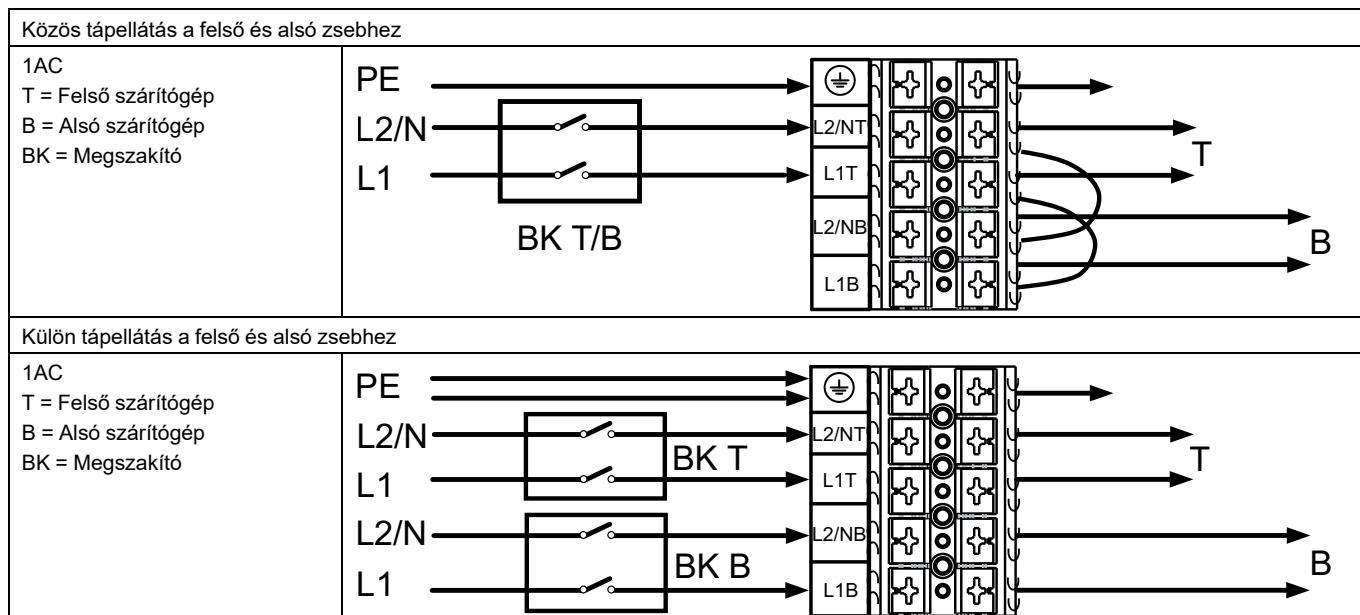 Közös tápellátás a felső és alsó zsebhez
1AC
T = Felső szárítógép
B = Alsó szárítógép
BK = Megszakító
PE
L2/N
L1
BK T/B
L2/NT
L1T
L2/NB
L1B
T
B
Külön tápellátás a felső és alsó zsebhez
1AC
T = Felső szárítógép
B = Alsó szárítógép
BK = Megszakító
PE
L2/N
L1
BK T
L2/N
L1
BK B
L2/NT
L1T
L2/NB
L1B
T
B